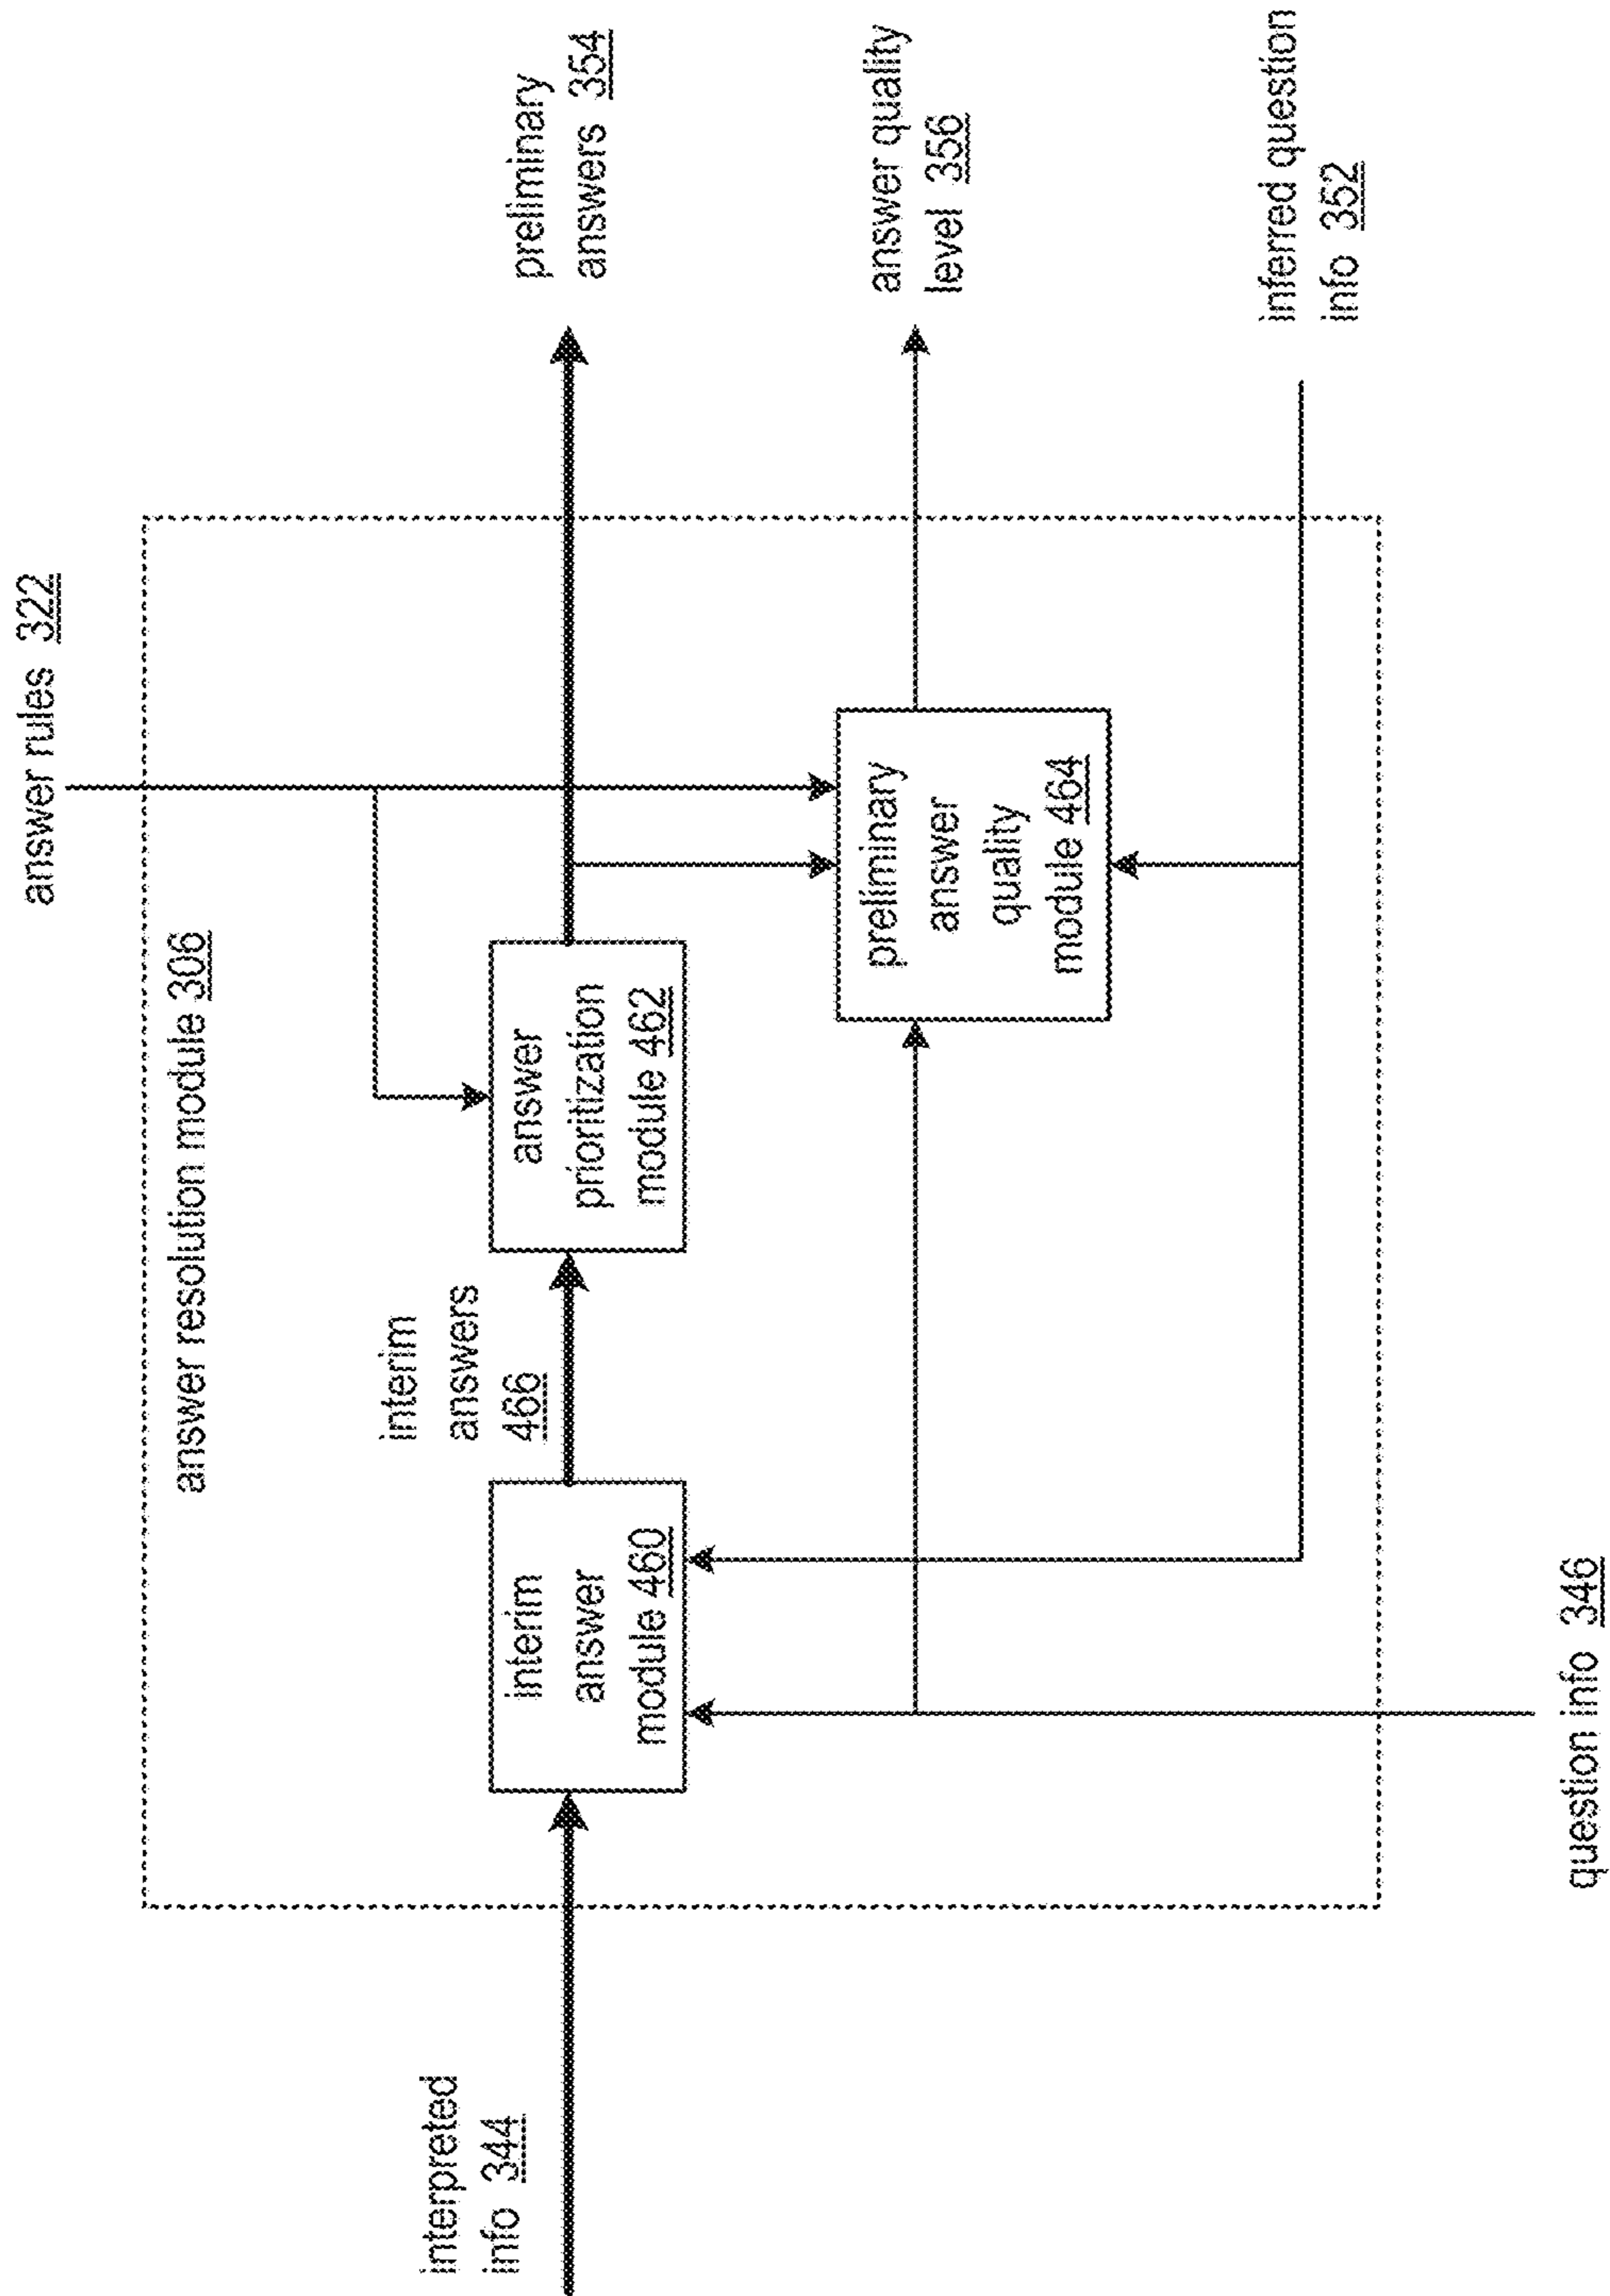 answer rules 322
answer resolution module 306
interpreted
info 344
interim
answer
module 460
interim
answers
466
answer
prioritization
module 462
preliminary
answers 354
preliminary
answer
quality
module 464
answer quality
level 356
inferred question
info 352
question info 346